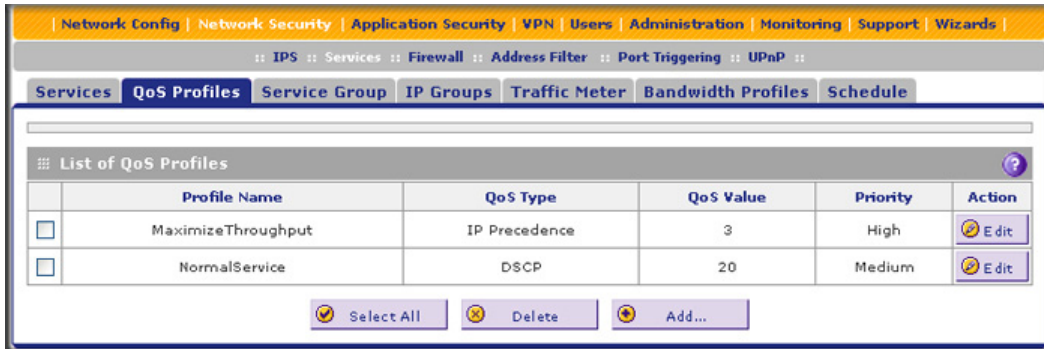 | Network Config | Network Security | Application Security | VPN | Users | Administration | Monitoring | Support | Wizards |
:: IPS :: Services :: Firewall :: Address Filter :: Port Triggering :: UPnP ::
Services QoS Profiles Service Group IP Groups Traffic Meter Bandwidth Profiles Schedule
List of QoS Profiles ?
Profile Name QoS Type QoS Value Priority Action
MaximizeThroughput IP Precedence 3 High Edit
NormalService DSCP 20 Medium Edit
Select All Delete Add...